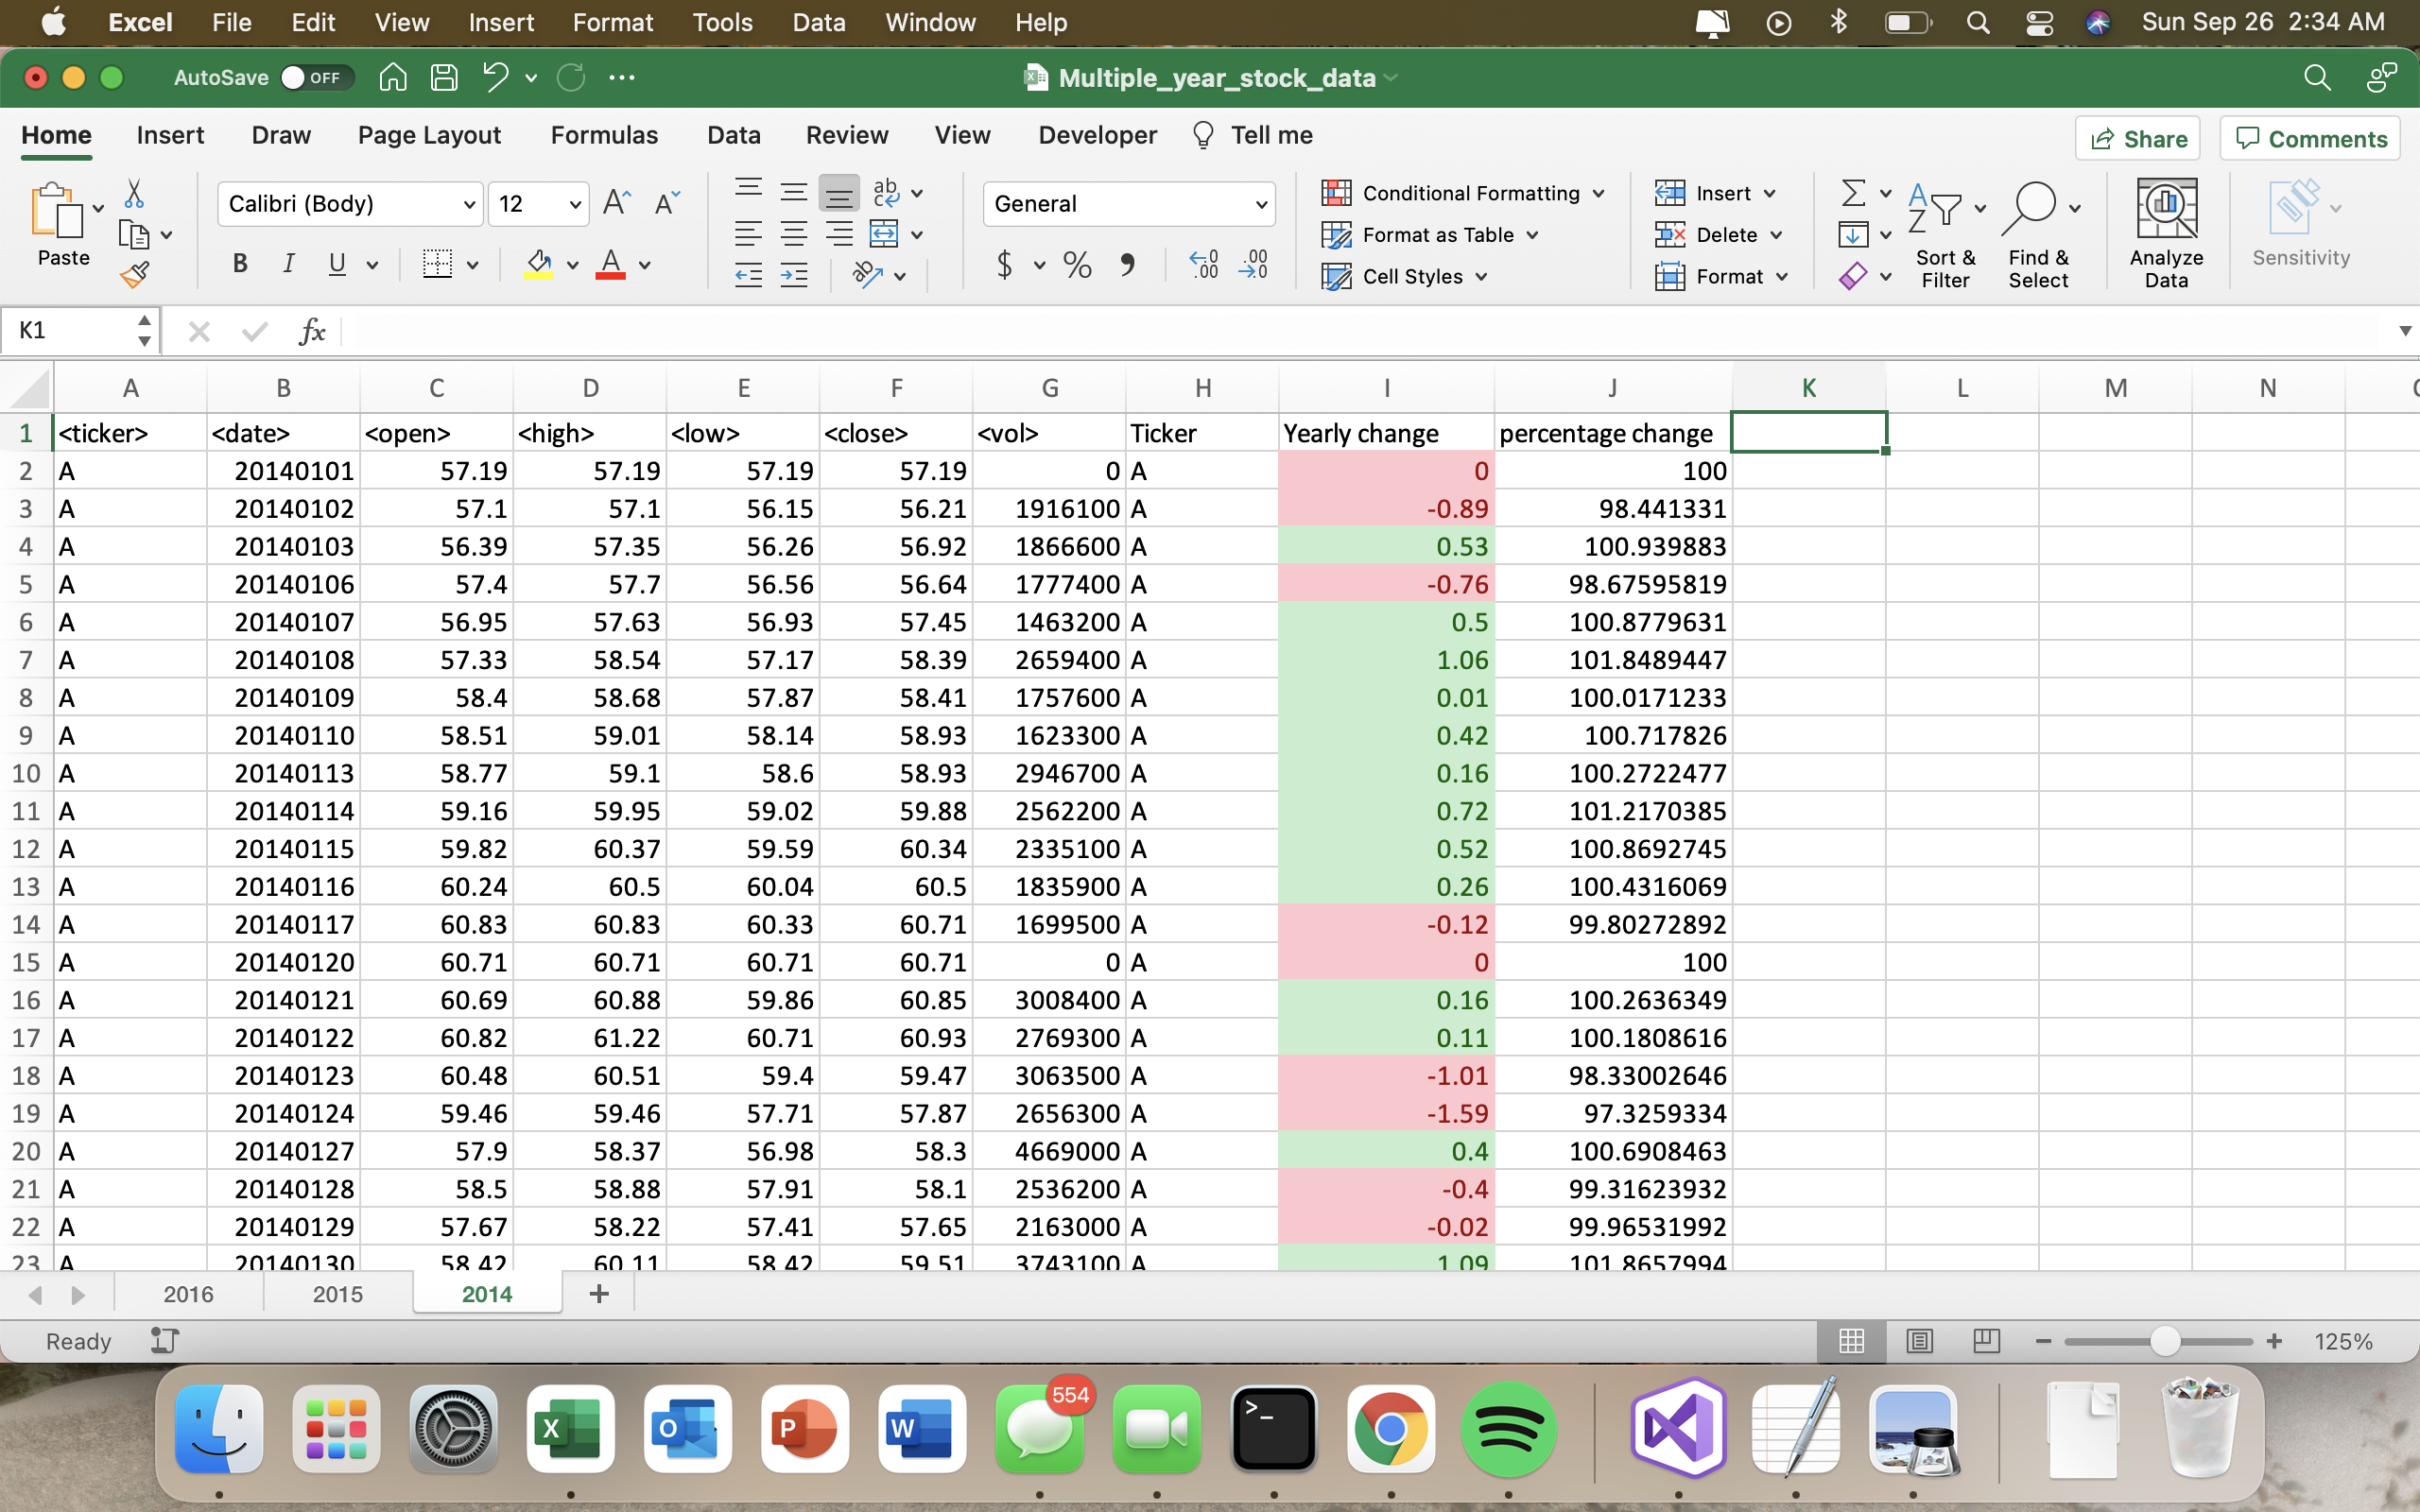 Excel File Edit View Insert Format Tools Data Window Help Sun Sep 26 2:34 AM
AutoSave OFF Multiple_year_stock_data
Home Insert Draw Page Layout Formulas Data Review View Developer Tell me Share Comments
Paste Calibri (Body) 12 General Conditional Formatting Format as Table Cell Styles Insert Delete Format Sort & Filter Find & Select Analyze Data Sensitivity
K1 fx
A B C D E F G H I J K L M N
1 <ticker> <date> <open> <high> <low> <close> <vol> Ticker Yearly change percentage change
2 A 20140101 57.19 57.19 57.19 57.19 0 A 0 100
3 A 20140102 57.1 57.1 56.15 56.21 1916100 A -0.89 98.441331
4 A 20140103 56.39 57.35 56.26 56.92 1866600 A 0.53 100.939883
5 A 20140106 57.4 57.7 56.56 56.64 1777400 A -0.76 98.67595819
6 A 20140107 56.95 57.63 56.93 57.45 1463200 A 0.5 100.8779631
7 A 20140108 57.33 58.54 57.17 58.39 2659400 A 1.06 101.8489447
8 A 20140109 58.4 58.68 57.87 58.41 1757600 A 0.01 100.0171233
9 A 20140110 58.51 59.01 58.14 58.93 1623300 A 0.42 100.717826
10 A 20140113 58.77 59.1 58.6 58.93 2946700 A 0.16 100.2722477
11 A 20140114 59.16 59.95 59.02 59.88 2562200 A 0.72 101.2170385
12 A 20140115 59.82 60.37 59.59 60.34 2335100 A 0.52 100.8692745
13 A 20140116 60.24 60.5 60.04 60.5 1835900 A 0.26 100.4316069
14 A 20140117 60.83 60.83 60.33 60.71 1699500 A -0.12 99.80272892
15 A 20140120 60.71 60.71 60.71 60.71 0 A 0 100
16 A 20140121 60.69 60.88 59.86 60.85 3008400 A 0.16 100.2636349
17 A 20140122 60.82 61.22 60.71 60.93 2769300 A 0.11 100.1808616
18 A 20140123 60.48 60.51 59.4 59.47 3063500 A -1.01 98.33002646
19 A 20140124 59.46 59.46 57.71 57.87 2656300 A -1.59 97.3259334
20 A 20140127 57.9 58.37 56.98 58.3 4669000 A 0.4 100.6908463
21 A 20140128 58.5 58.88 57.91 58.1 2536200 A -0.4 99.31623932
22 A 20140129 57.67 58.22 57.41 57.65 2163000 A -0.02 99.96531992
23 A 20140130 58.42 60.11 58.42 59.51 3743100 A 1.09 101.8657994
2016 2015 2014
Ready 125%
554